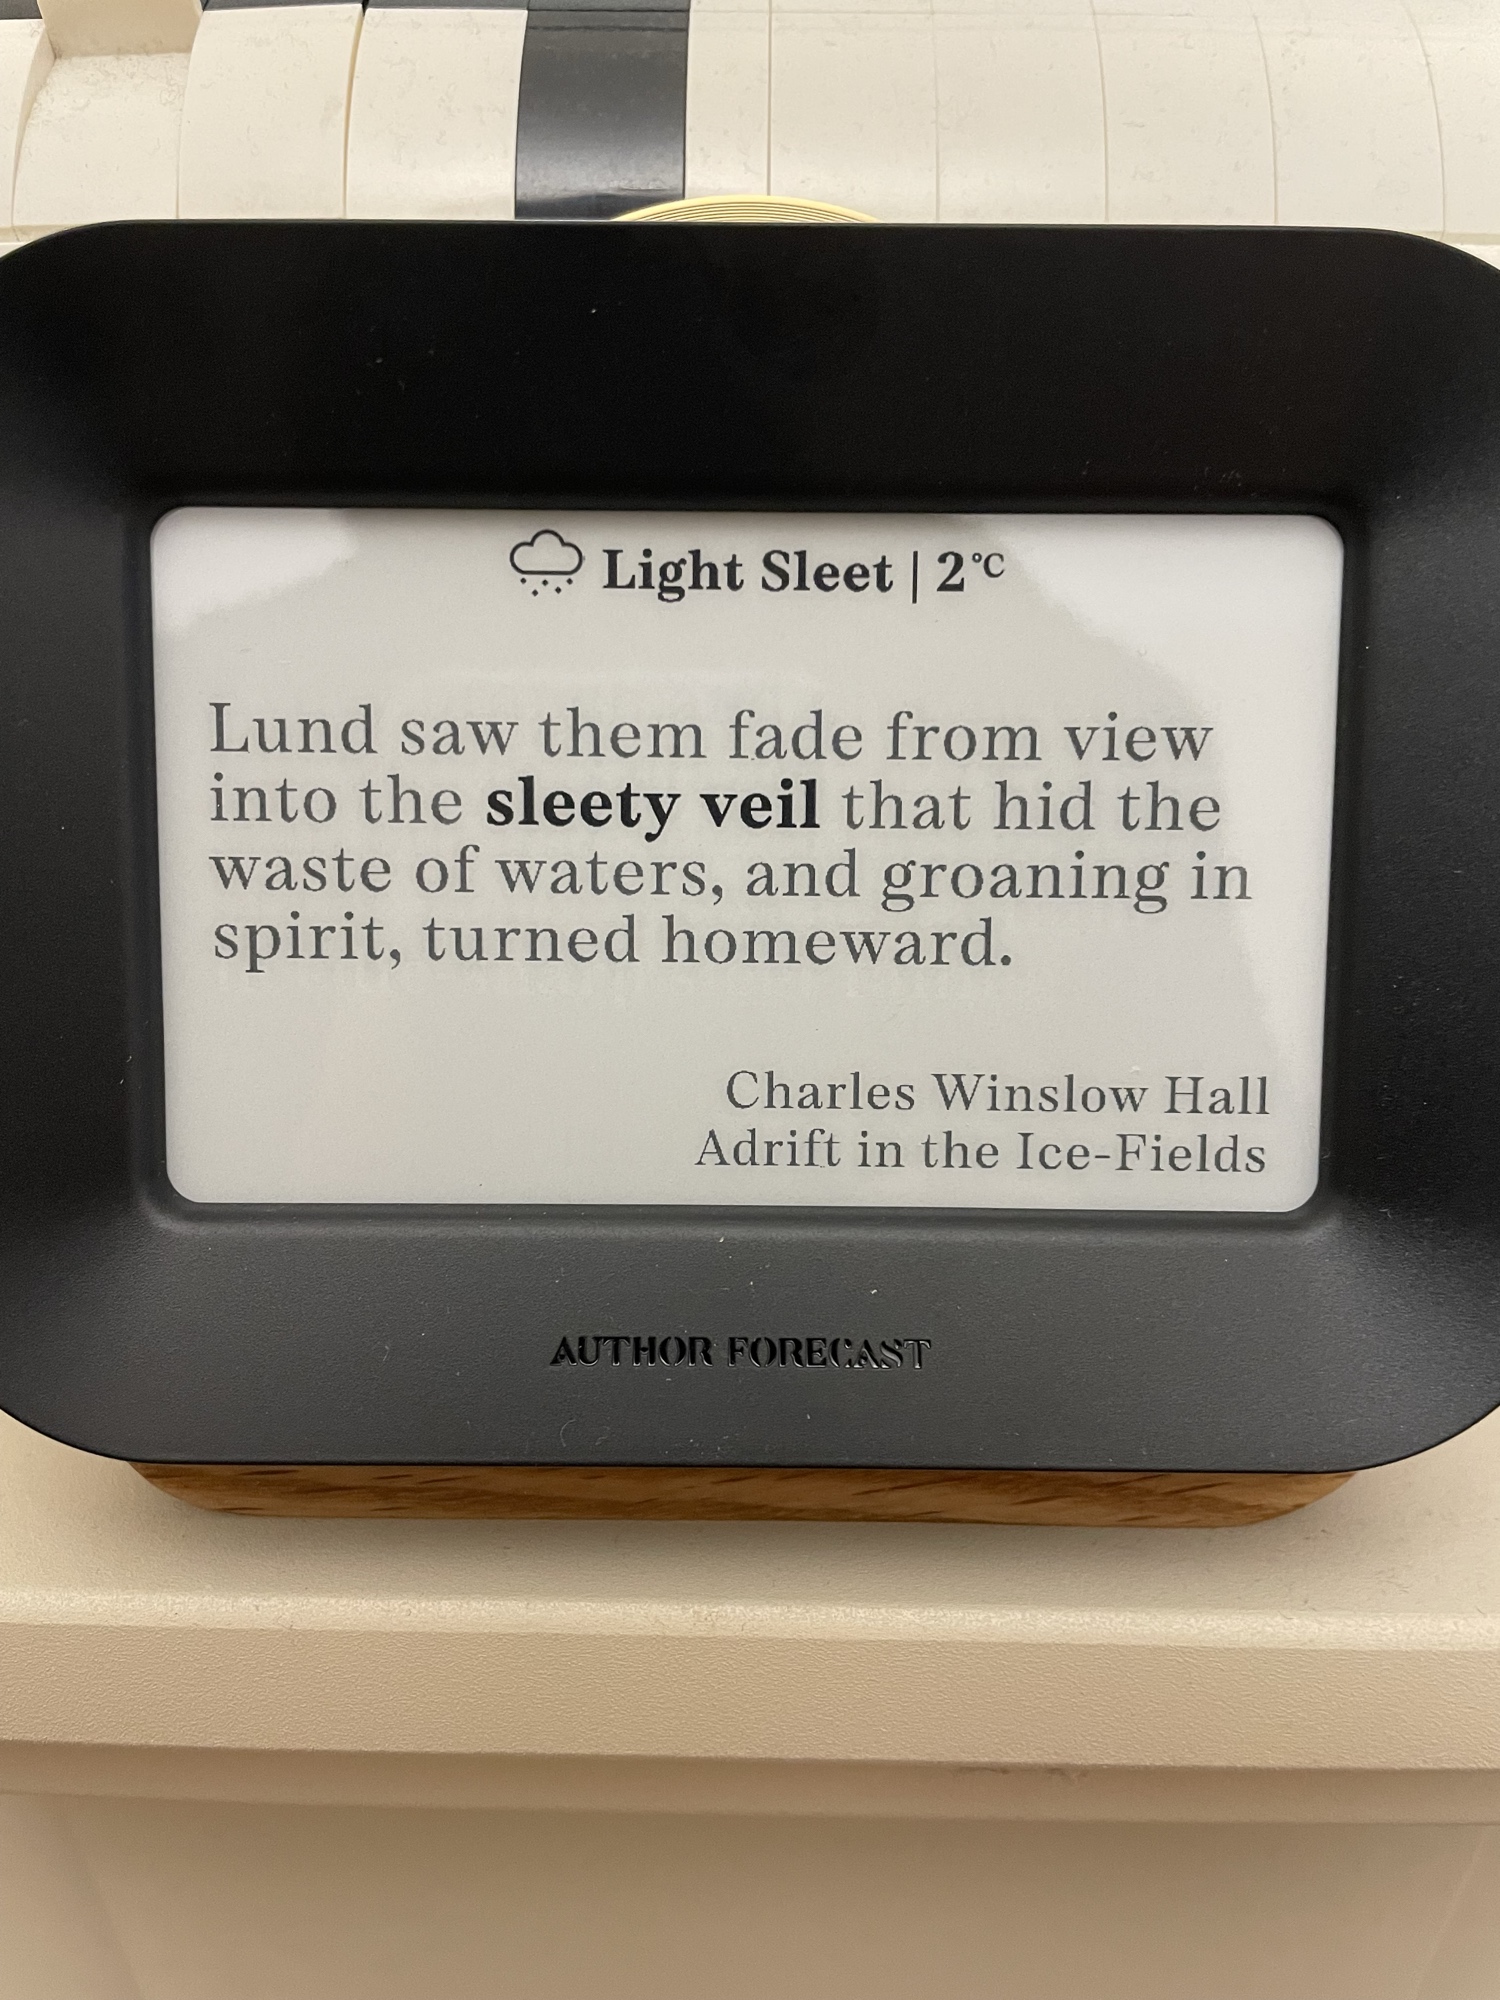 Light Sleet | 2°C
Lund saw them fade from view
into the sleety veil that hid the
waste of waters, and groaning in
spirit, turned homeward.
Charles Winslow Hall
Adrift in the Ice-Fields
AUTHOR FORECAST